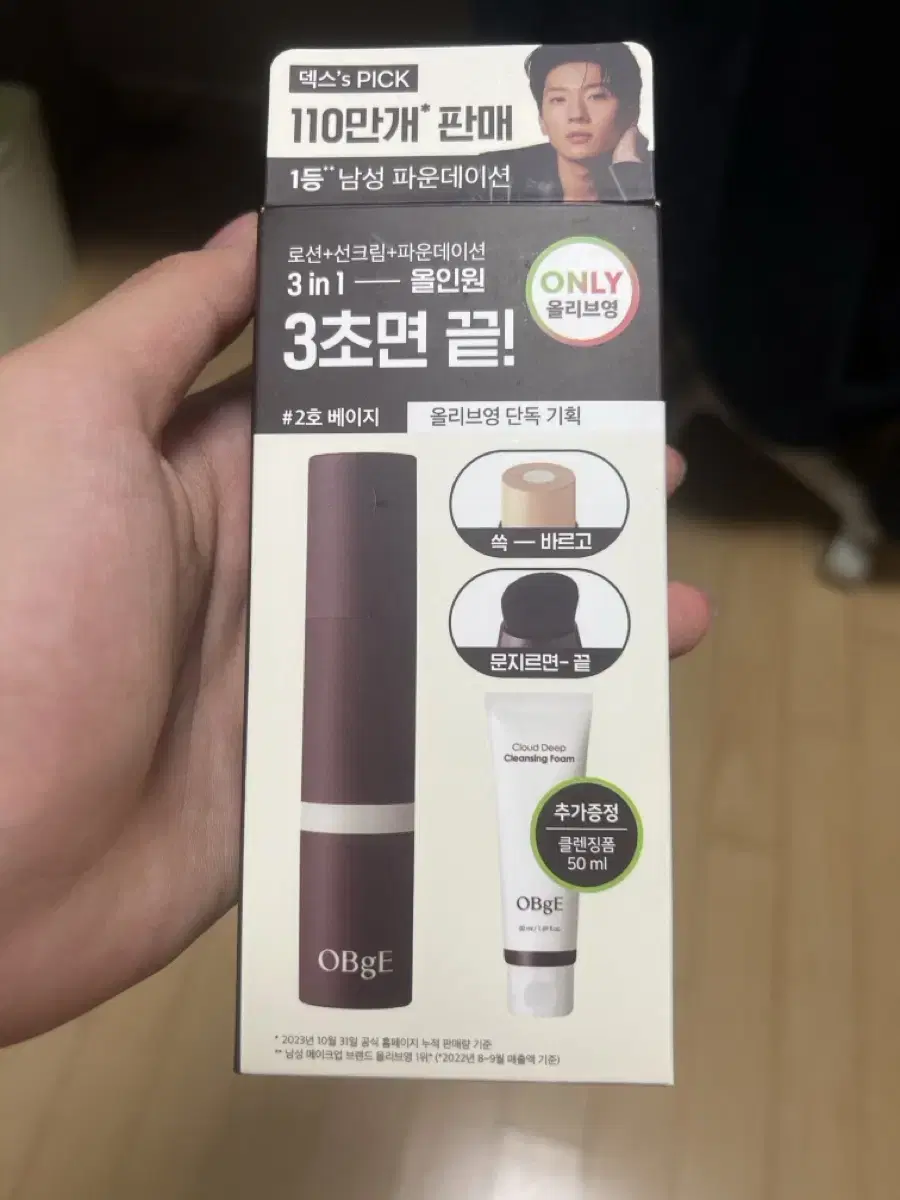 덱스's PICK
110만개* 판매
1등** 남성 파운데이션
로션+선크림+파운데이션
3 in 1 — 올인원
3초면 끝!
ONLY
올리브영
#2호 베이지
올리브영 단독 기획
쏙 — 바르고
문지르면- 끝
Cloud Deep
Cleansing Foam
추가증정
클렌징폼
50 ml
OBgE
50 ml / 1.69 fl.oz.
OBgE
* 2023년 10월 31일 공식 홈페이지 누적 판매량 기준
** 남성 메이크업 브랜드 올리브영 1위* (*2022년 8~9월 매출액 기준)